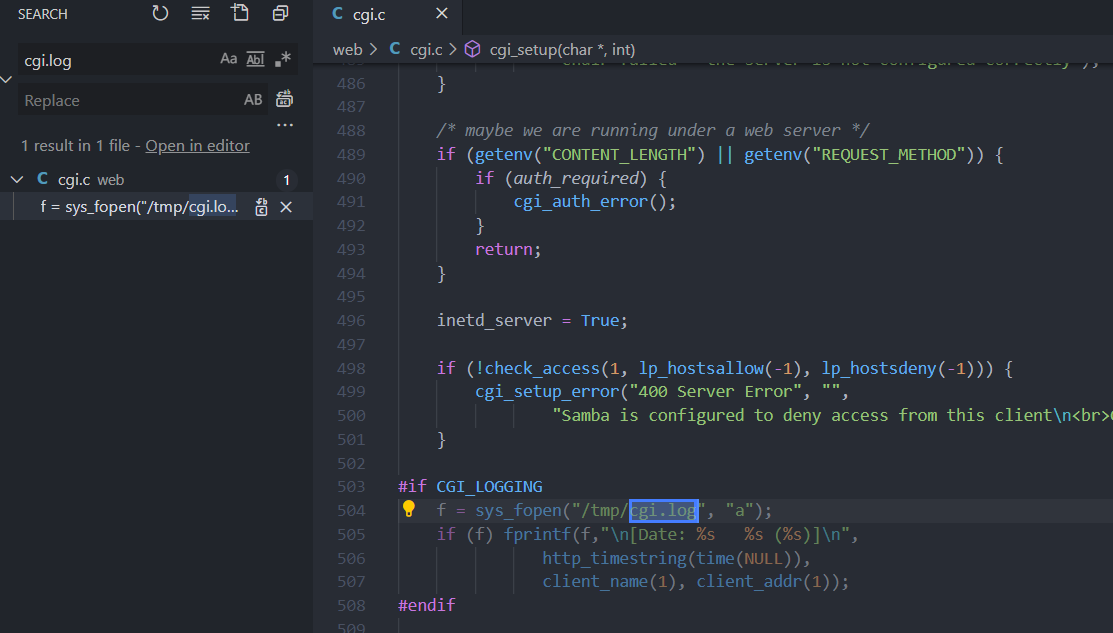 SEARCH
cgi.log Aa Abl .*
Replace AB
1 result in 1 file - Open in editor
C cgi.c web 1
f = sys_fopen("/tmp/cgi.lo...
C cgi.c
web > C cgi.c > cgi_setup(char *, int)
486 }
487
488 /* maybe we are running under a web server */
489 if (getenv("CONTENT_LENGTH") || getenv("REQUEST_METHOD")) {
490 if (auth_required) {
491 cgi_auth_error();
492 }
493 return;
494 }
495
496 inetd_server = True;
497
498 if (!check_access(1, lp_hostsallow(-1), lp_hostsdeny(-1))) {
499 cgi_setup_error("400 Server Error", "",
500 "Samba is configured to deny access from this client\n<br>
501 }
502
503 #if CGI_LOGGING
504 f = sys_fopen("/tmp/cgi.log", "a");
505 if (f) fprintf(f,"\n[Date: %s   %s (%s)]\n",
506 http_timestring(time(NULL)),
507 client_name(1), client_addr(1));
508 #endif
509